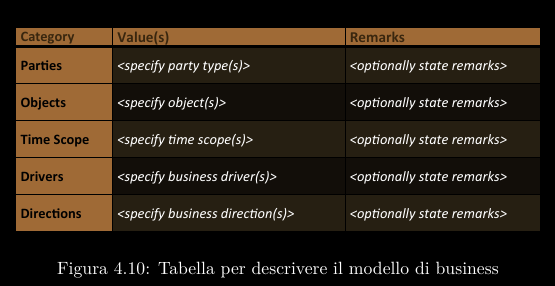 Category Value(s) Remarks
Parties <specify party type(s)> <optionally state remarks>
Objects <specify object(s)> <optionally state remarks>
Time Scope <specify time scope(s)> <optionally state remarks>
Drivers <specify business driver(s)> <optionally state remarks>
Directions <specify business direction(s)> <optionally state remarks>
Figura 4.10: Tabella per descrivere il modello di business